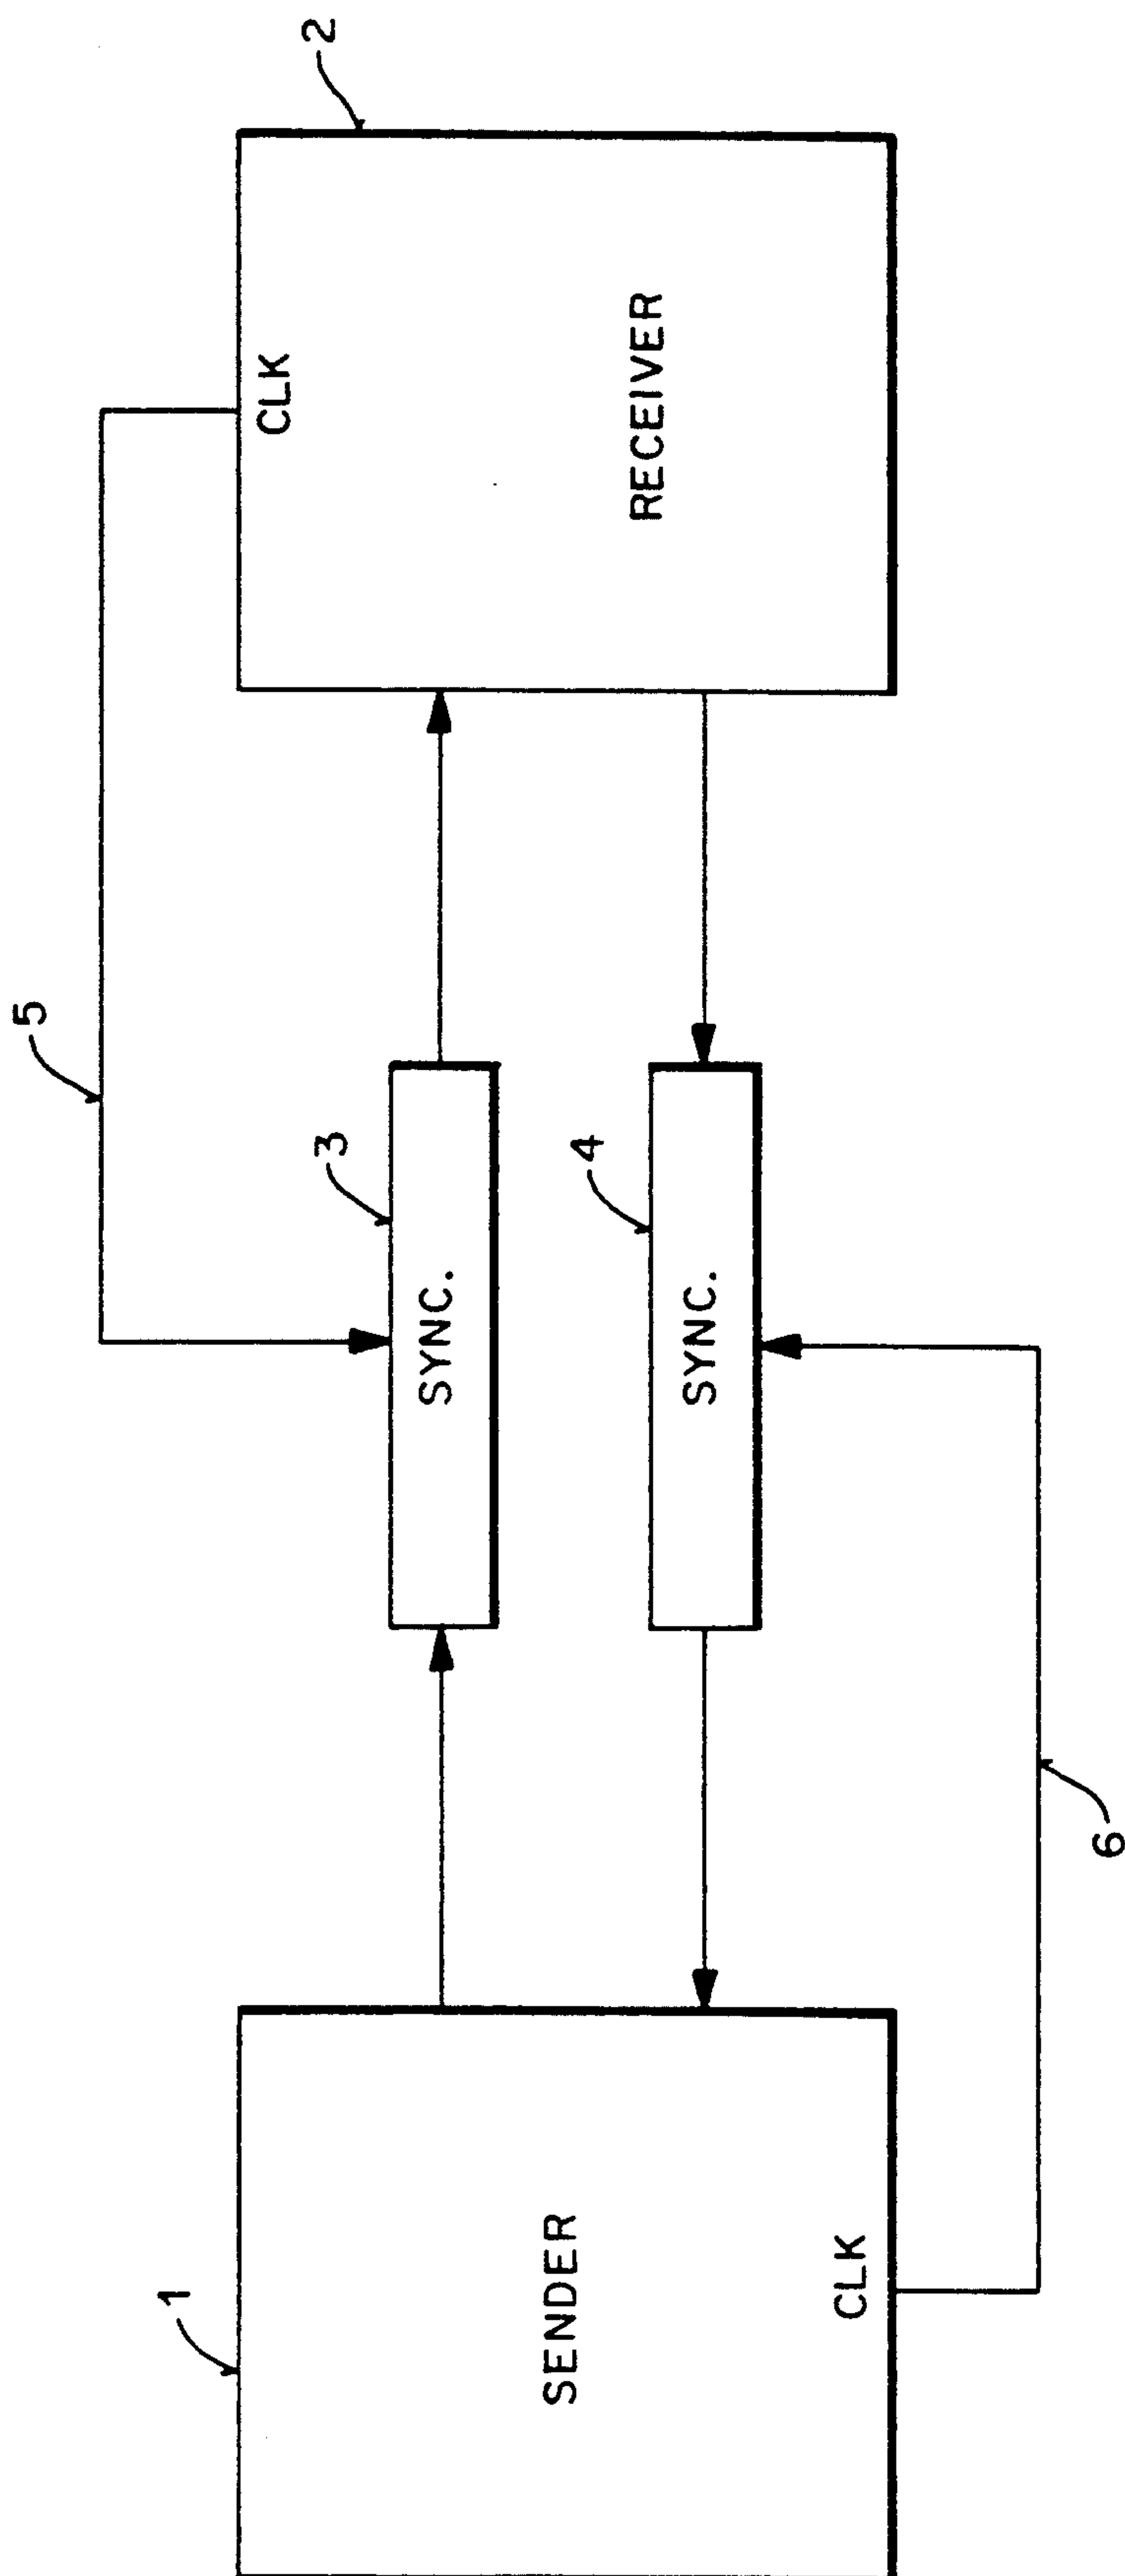 1
SENDER
CLK
6
5
3
SYNC.
4
SYNC.
2
CLK
RECEIVER